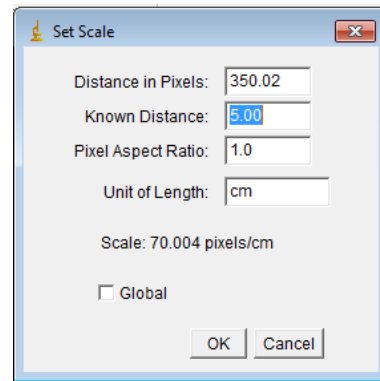 Set Scale
Distance in Pixels: 350.02
Known Distance: 5.00
Pixel Aspect Ratio: 1.0
Unit of Length: cm
Scale: 70.004 pixels/cm
Global
OK Cancel